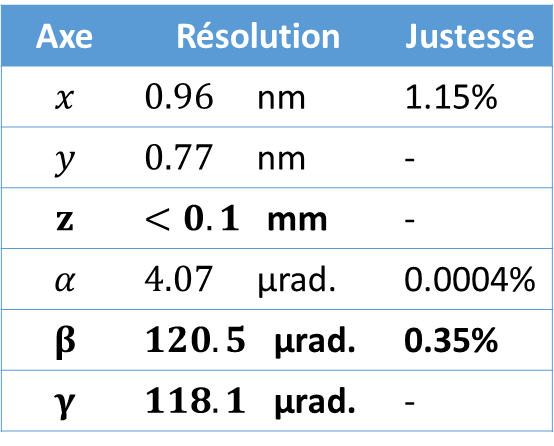 Axe Résolution Justesse
x 0.96 nm 1.15%
y 0.77 nm -
z < 0.1 mm -
α 4.07 μrad. 0.0004%
β 120.5 μrad. 0.35%
γ 118.1 μrad. -